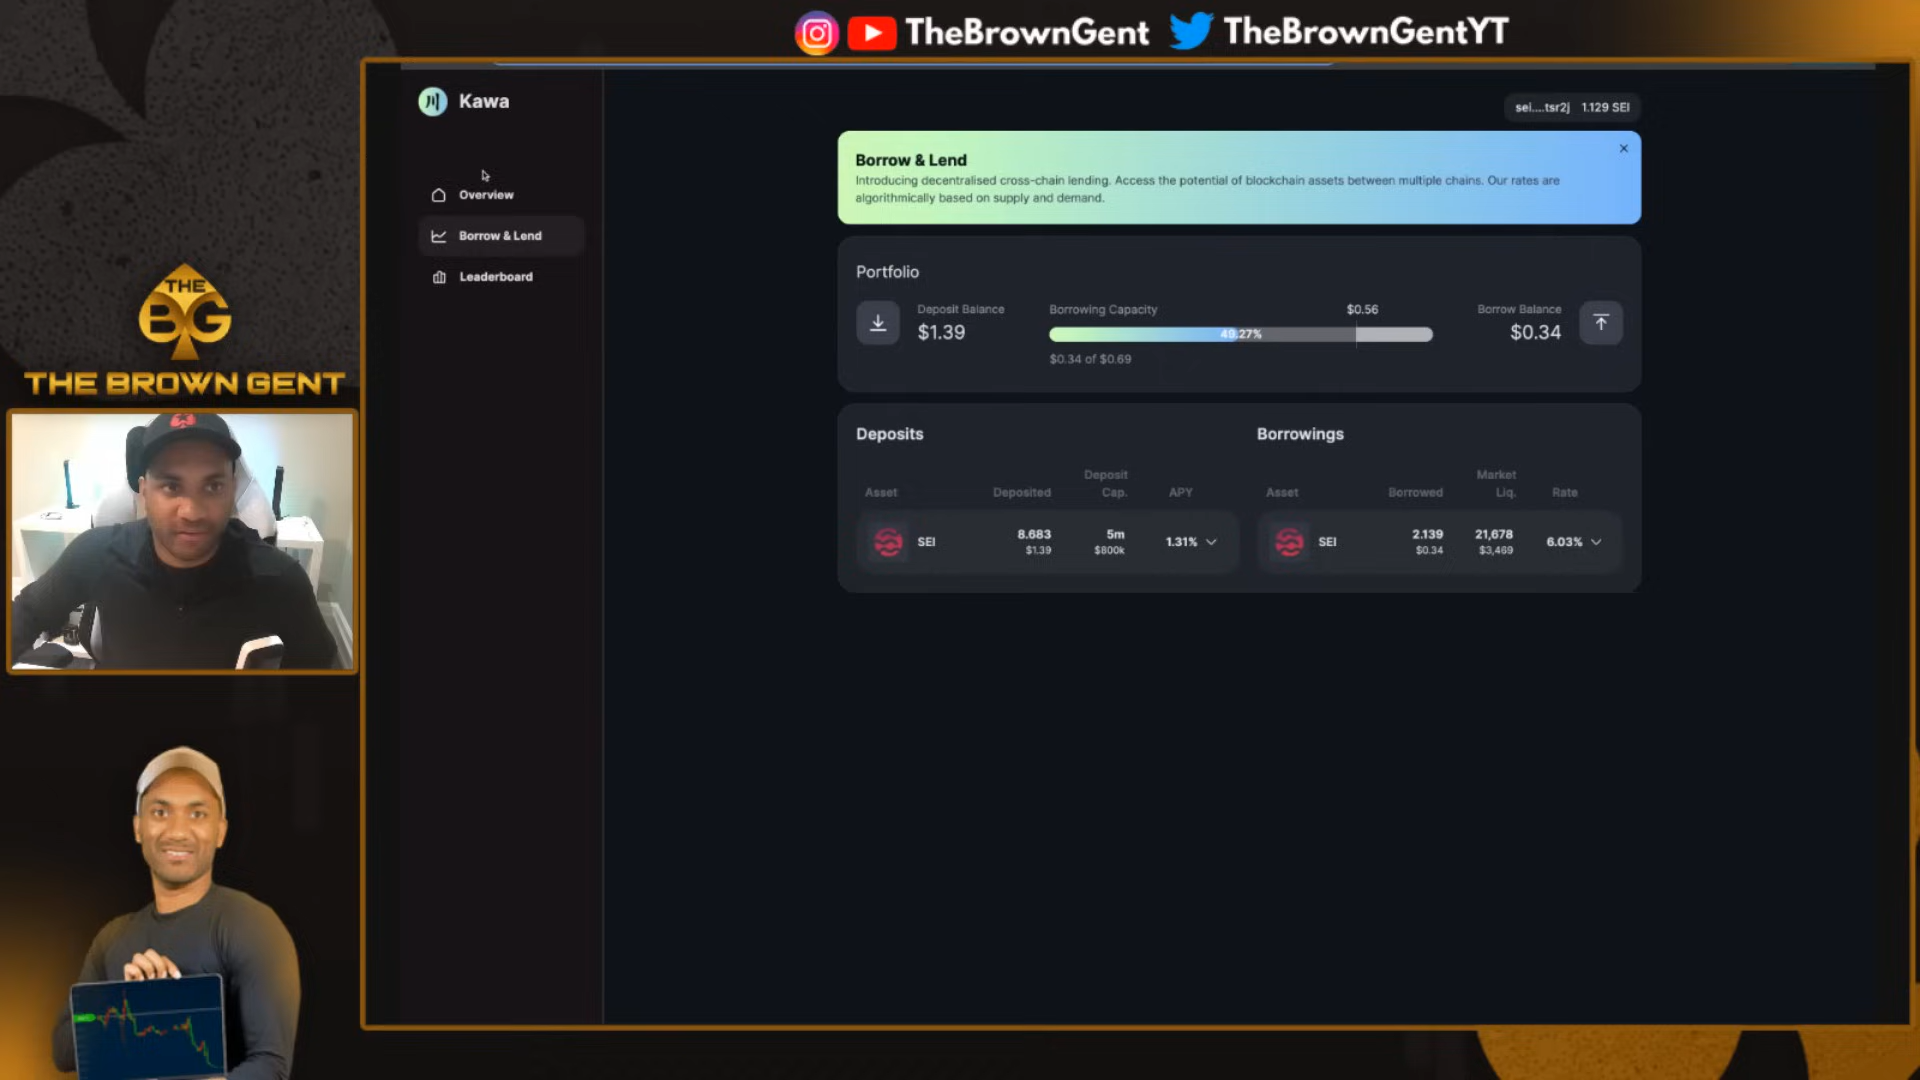 TheBrownGent TheBrownGentYT
Kawa
sei....tsr2j 1.129 SEI
Overview
Borrow & Lend
Leaderboard
Borrow & Lend
Introducing decentralised cross-chain lending. Access the potential of blockchain assets between multiple chains. Our rates are
algorithmically based on supply and demand.
Portfolio
Deposit Balance
$1.39
Borrowing Capacity
$0.56
49.27%
$0.34 of $0.69
Borrow Balance
$0.34
Deposits
Asset Deposited Deposit Cap. APY
SEI 8.683 5m 1.31%
$1.39 $800k
Borrowings
Asset Borrowed Market Liq. Rate
SEI 2.139 21,678 6.03%
$0.34 $3,469
THE
BG
THE BROWN GENT